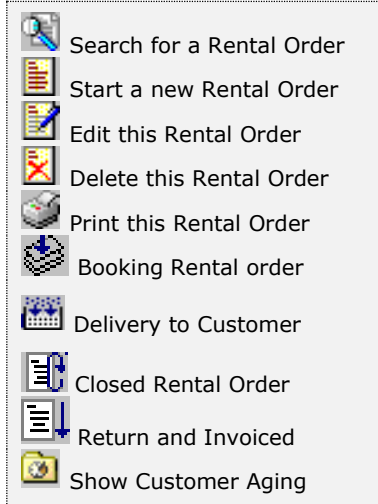 Search for a Rental Order
Start a new Rental Order
Edit this Rental Order
Delete this Rental Order
Print this Rental Order
Booking Rental order
Delivery to Customer
Closed Rental Order
Return and Invoiced
Show Customer Aging